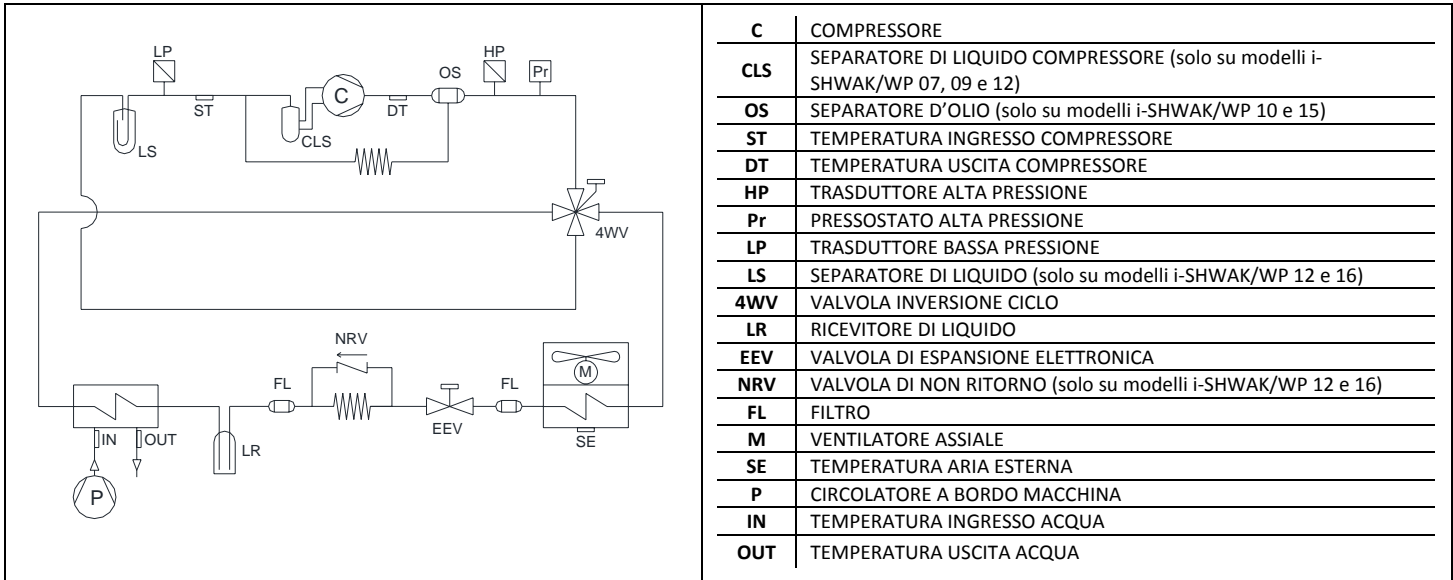 LP
HP
OS
Pr
C
ST
DT
CLS
LS
4WV
NRV
M
FL
FL
EEV
SE
IN
OUT
LR
P
C COMPRESSORE
CLS SEPARATORE DI LIQUIDO COMPRESSORE (solo su modelli i-
SHWAK/WP 07, 09 e 12)
OS SEPARATORE D’OLIO (solo su modelli i-SHWAK/WP 10 e 15)
ST TEMPERATURA INGRESSO COMPRESSORE
DT TEMPERATURA USCITA COMPRESSORE
HP TRASDUTTORE ALTA PRESSIONE
Pr PRESSOSTATO ALTA PRESSIONE
LP TRASDUTTORE BASSA PRESSIONE
LS SEPARATORE DI LIQUIDO (solo su modelli i-SHWAK/WP 12 e 16)
4WV VALVOLA INVERSIONE CICLO
LR RICEVITORE DI LIQUIDO
EEV VALVOLA DI ESPANSIONE ELETTRONICA
NRV VALVOLA DI NON RITORNO (solo su modelli i-SHWAK/WP 12 e 16)
FL FILTRO
M VENTILATORE ASSIALE
SE TEMPERATURA ARIA ESTERNA
P CIRCOLATORE A BORDO MACCHINA
IN TEMPERATURA INGRESSO ACQUA
OUT TEMPERATURA USCITA ACQUA